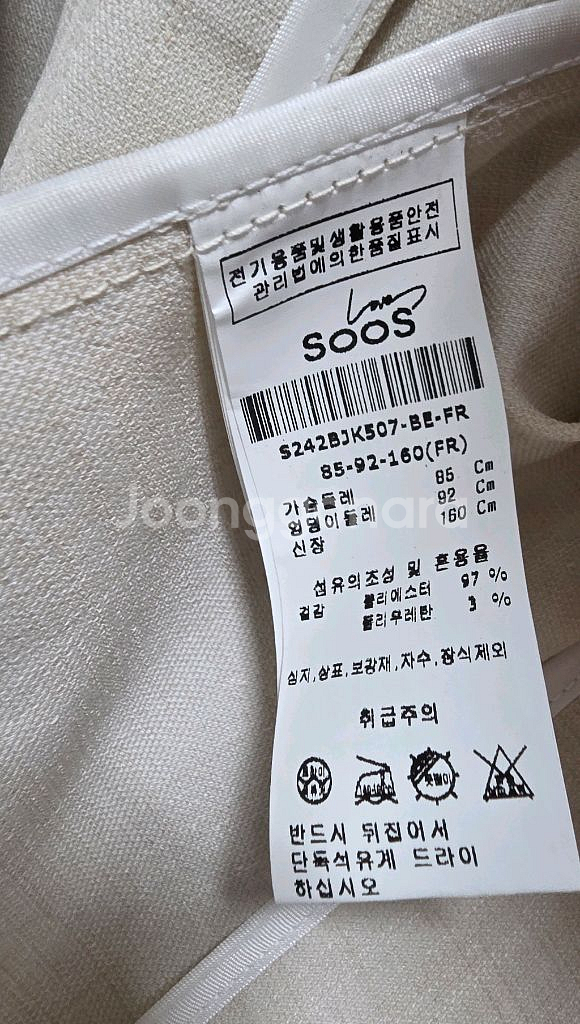 전기용품및생활용품안전
관리법에의한품질표시
Love
SOOS
S242BJK507-BE-FR
85-92-160(FR)
가슴둘레 85 Cm
엉덩이둘레 92 Cm
신장 160 Cm
섬유의조성 및 혼용율
겉감 폴리에스터 97 %
폴리우레탄 3 %
심지,상표,보강재,자수,장식제외
취급주의
드라이
반드시 뒤집어서
단독석유계 드라이
하십시오
Joonggonara